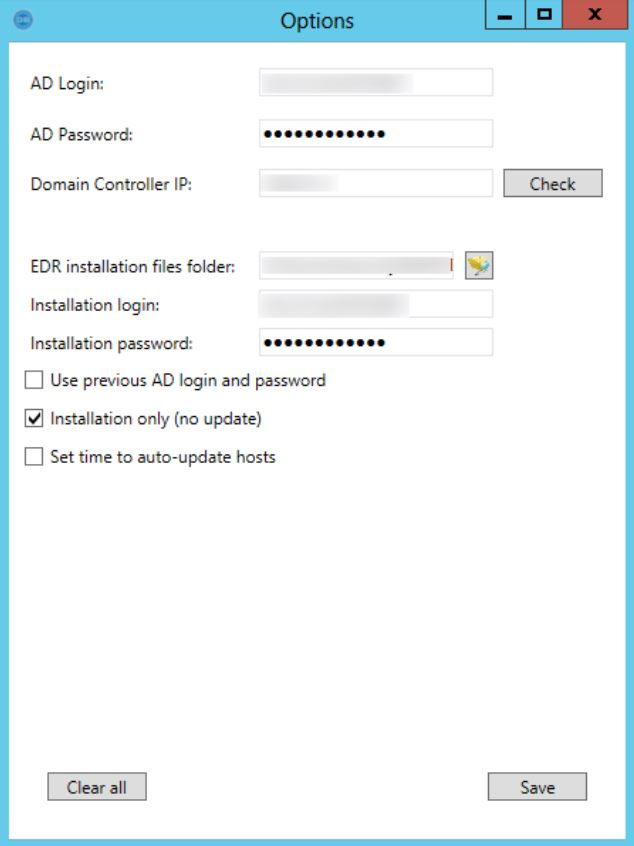 Options
AD Login:
AD Password: ••••••••••••
Domain Controller IP: Check
EDR installation files folder:
Installation login:
Installation password: ••••••••••••
Use previous AD login and password
Installation only (no update)
Set time to auto-update hosts
Clear all Save